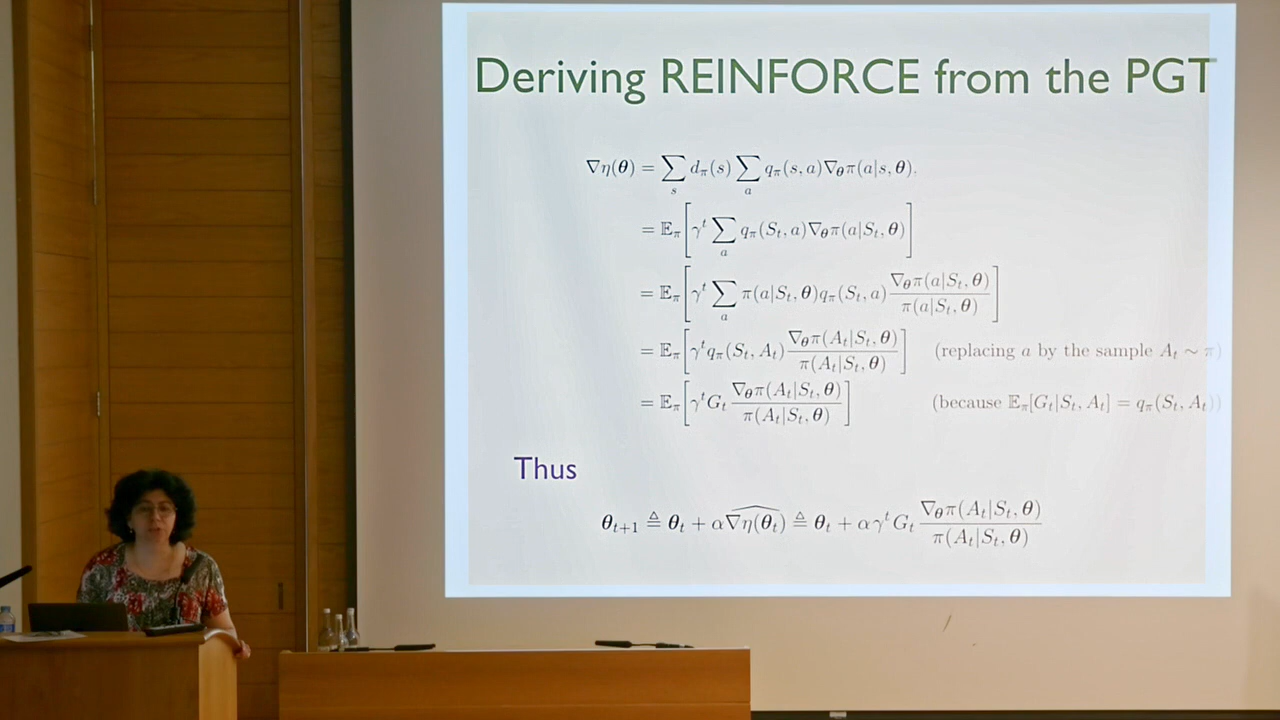 Deriving REINFORCE from the PGT
∇η(θ) = ∑_s d_π(s) ∑_a q_π(s, a)∇_θ π(a|s, θ).
= 𝔼_π[γ^t ∑_a q_π(S_t, a)∇_θ π(a|S_t, θ)]
= 𝔼_π[γ^t ∑_a π(a|S_t, θ)q_π(S_t, a) ∇_θ π(a|S_t, θ) / π(a|S_t, θ)]
= 𝔼_π[γ^t q_π(S_t, A_t) ∇_θ π(A_t|S_t, θ) / π(A_t|S_t, θ)] (replacing a by the sample A_t ∼ π)
= 𝔼_π[γ^t G_t ∇_θ π(A_t|S_t, θ) / π(A_t|S_t, θ)] (because 𝔼_π[G_t|S_t, A_t] = q_π(S_t, A_t))
Thus
θ_{t+1} ≜ θ_t + α\widehat{∇η(θ_t)} ≜ θ_t + αγ^t G_t ∇_θ π(A_t|S_t, θ) / π(A_t|S_t, θ)